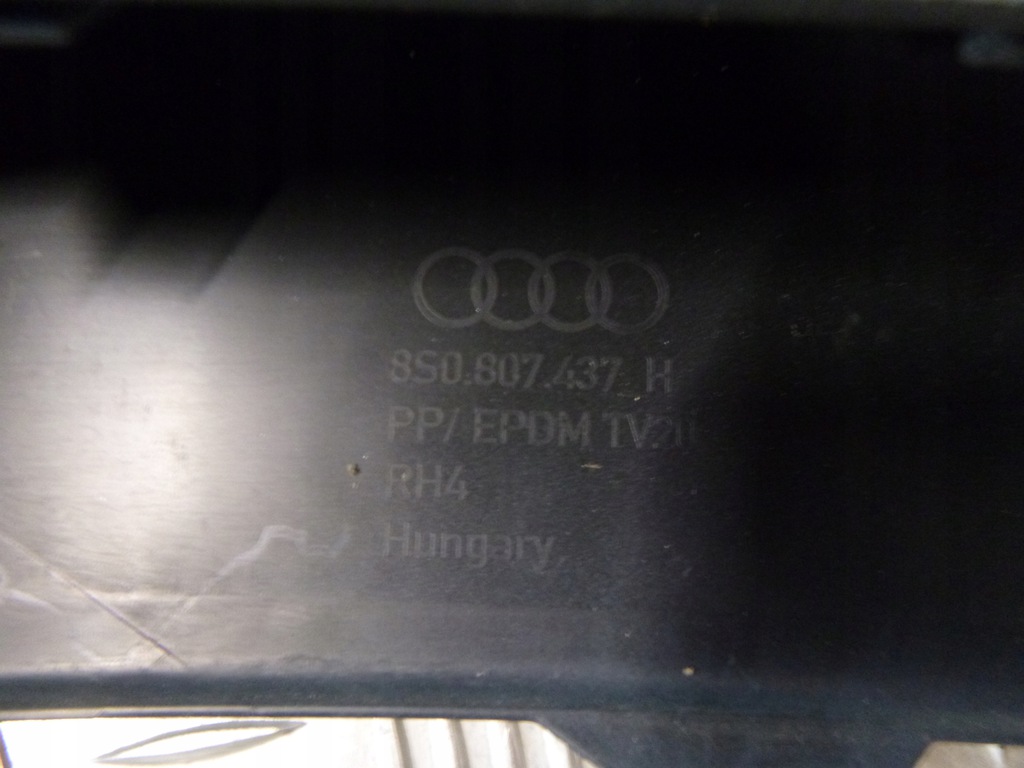 8S0.807.437 H
PP/ EPDM TV20
RH4
Hungary